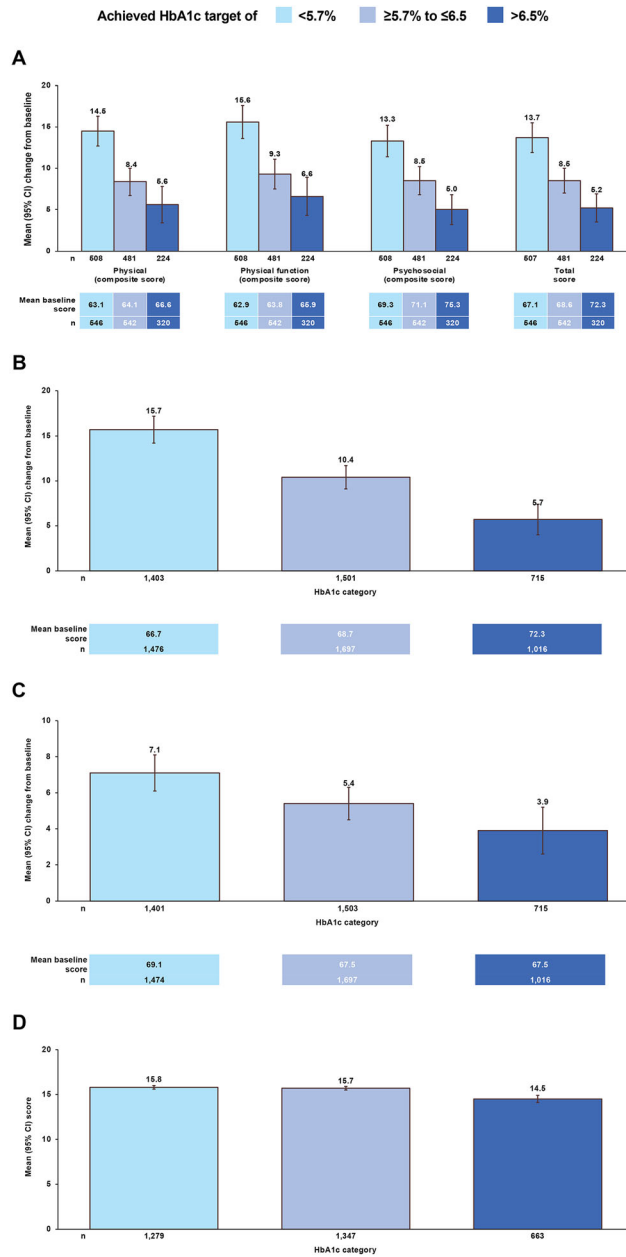 Achieved HbA1c target of <5.7% ≥5.7% to ≤6.5 >6.5%
A
Mean (95% CI) change from baseline
20
15
10
5
0
14.5 8.4 5.6 15.6 9.3 6.6 13.3 8.5 5.0 13.7 8.5 5.2
n 508 481 224 508 481 224 508 481 224 507 481 224
Physical Physical function Psychosocial Total
(composite score) (composite score) (composite score) score
Mean baseline
score
63.1 64.1 66.6 62.9 63.8 65.9 69.3 71.1 75.3 67.1 68.6 72.3
n 546 542 320 546 542 320 546 542 320 546 542 320
B
Mean (95% CI) change from baseline
20
15
10
5
0
15.7 10.4 5.7
n 1,403 1,501 715
HbA1c category
Mean baseline
score
66.7 68.7 72.3
n 1,476 1,697 1,016
C
Mean (95% CI) change from baseline
10
8
6
4
2
0
7.1 5.4 3.9
n 1,401 1,503 715
HbA1c category
Mean baseline
score
69.1 67.5 67.5
n 1,474 1,697 1,016
D
Mean (95% CI) score
20
15
10
5
0
15.8 15.7 14.5
n 1,279 1,347 663
HbA1c category